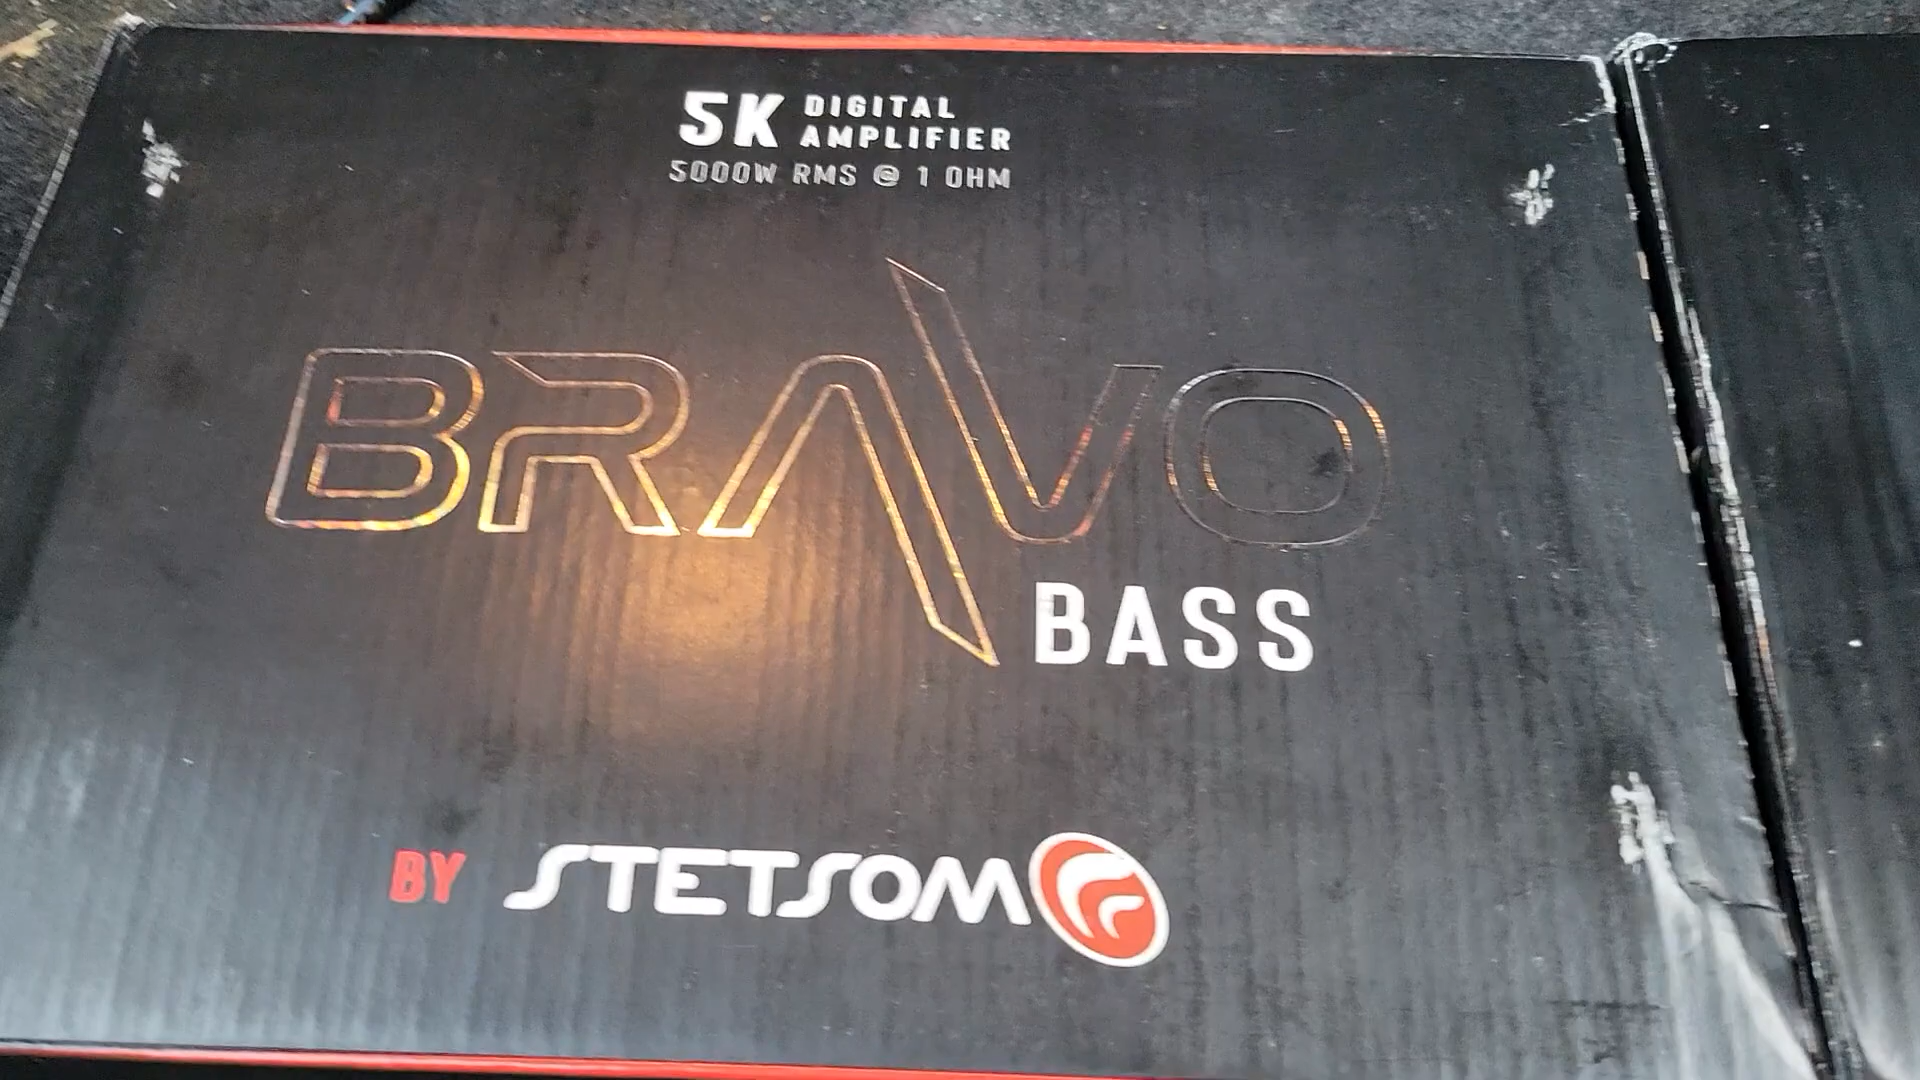 5K DIGITAL
AMPLIFIER
5000W RMS @ 1 OHM
BRAVO
BASS
BY STETSOM